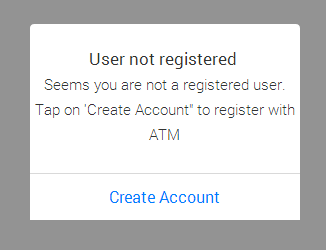 User not registered
Seems you are not a registered user.
Tap on 'Create Account" to register with
ATM
Create Account